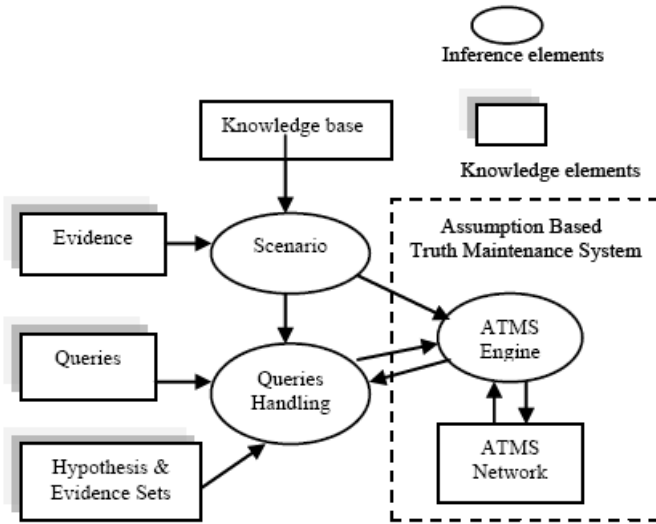 Inference elements
Knowledge base
Knowledge elements
Evidence
Scenario
Assumption Based
Truth Maintenance System
Queries
Queries
Handling
ATMS
Engine
Hypothesis &
Evidence Sets
ATMS
Network